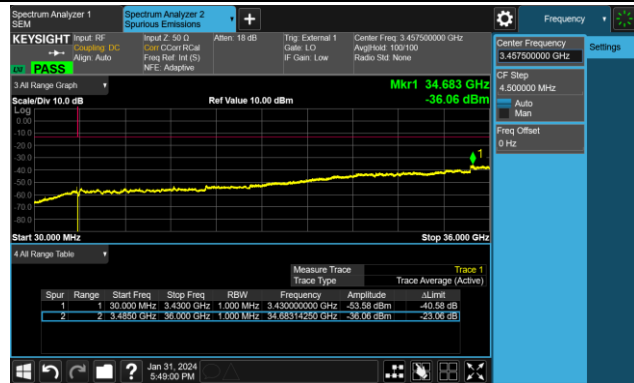 Spectrum Analyzer 1
SEM
Spectrum Analyzer 2
Spurious Emissions
Frequency
KEYSIGHT
Input: RF
Coupling: DC
Align: Auto
Input Z: 50 Ω
Corr CCorr RCal
Freq Ref: Int (S)
NFE: Adaptive
Atten: 18 dB
Trig: External 1
Gate: LO
IF Gain: Low
Center Freq: 3.457500000 GHz
Avg|Hold: 100/100
Radio Std: None
PASS
Center Frequency
3.457500000 GHz
Settings
CF Step
4.500000 MHz
Auto
Man
Freq Offset
0 Hz
3 All Range Graph
Mkr1 34.683 GHz
-36.06 dBm
Scale/Div 10.0 dB
Ref Value 10.00 dBm
Log
0.00
-10.0
-20.0
-30.0
-40.0
-50.0
-60.0
-70.0
-80.0
1
Start 30.000 MHz
Stop 36.000 GHz
4 All Range Table
Measure Trace Trace 1
Trace Type Trace Average (Active)
Spur Range Start Freq Stop Freq RBW Frequency Amplitude ΔLimit
1 1 30.000 MHz 3.4300 GHz 1.000 MHz 3.43000000 GHz -53.58 dBm -40.58 dB
2 2 3.4850 GHz 36.000 GHz 1.000 MHz 34.68314250 GHz -36.06 dBm -23.06 dB
Jan 31, 2024
5:49:00 PM